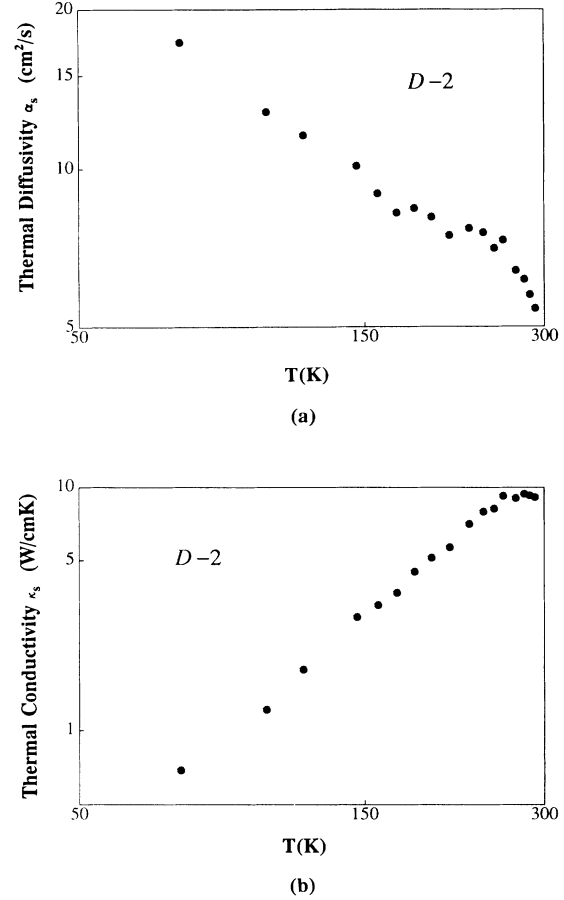 Thermal Diffusivity αₛ (cm²/s)
20
15
10
5
D-2
50
150
300
T(K)
(a)
Thermal Conductivity κₛ (W/cmK)
10
5
1
D-2
50
150
300
T(K)
(b)